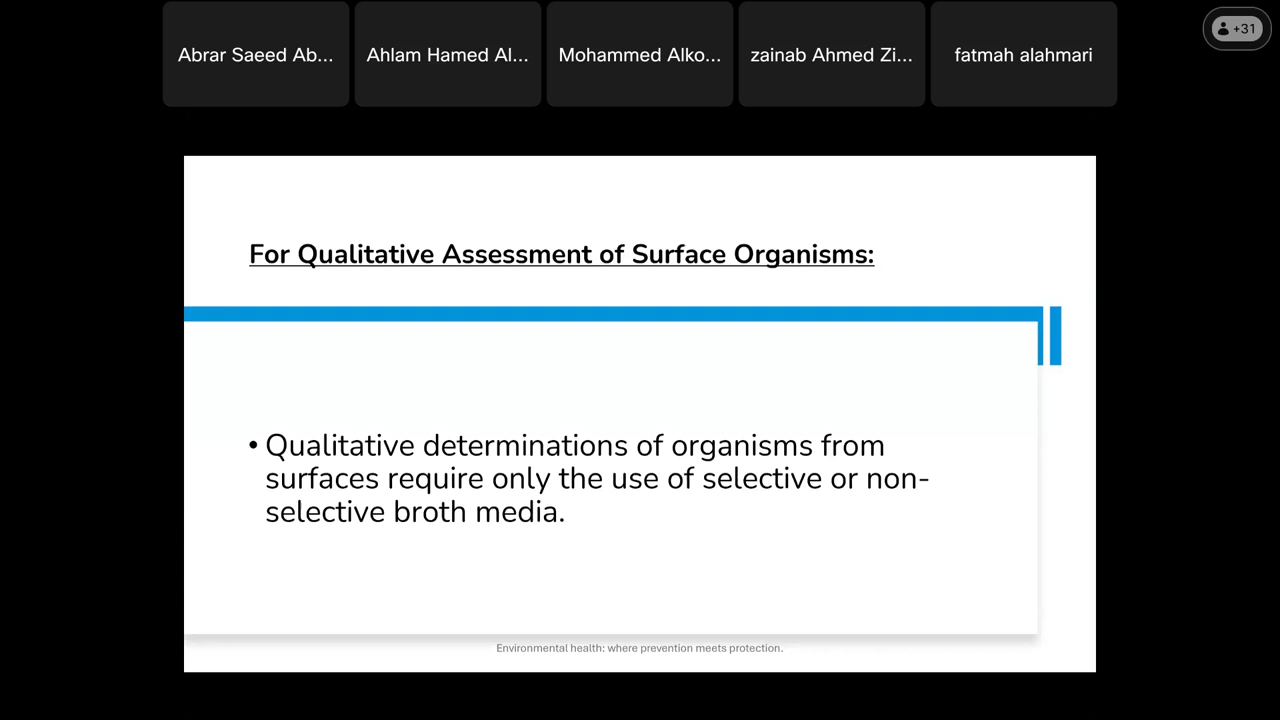 Abrar Saeed Ab...
Ahlam Hamed Al...
Mohammed Alko...
zainab Ahmed Zi...
fatmah alahmari
+31
For Qualitative Assessment of Surface Organisms:
• Qualitative determinations of organisms from
surfaces require only the use of selective or non-
selective broth media.
Environmental health: where prevention meets protection.